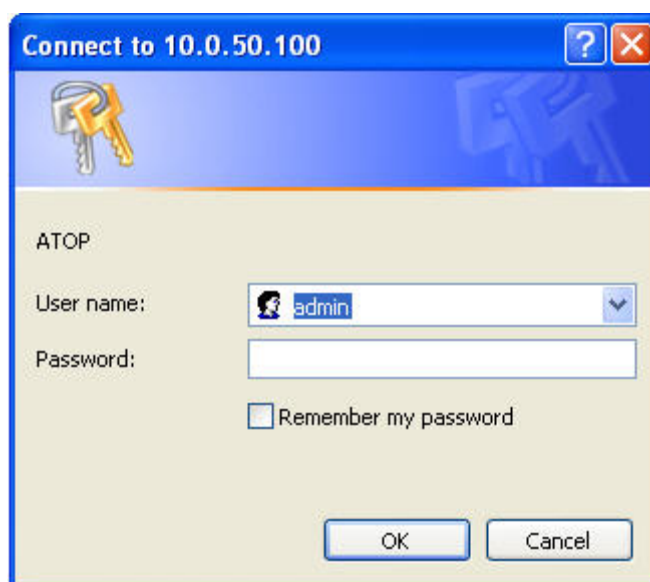 Connect to 10.0.50.100
ATOP
User name:
admin
Password:
Remember my password
OK
Cancel